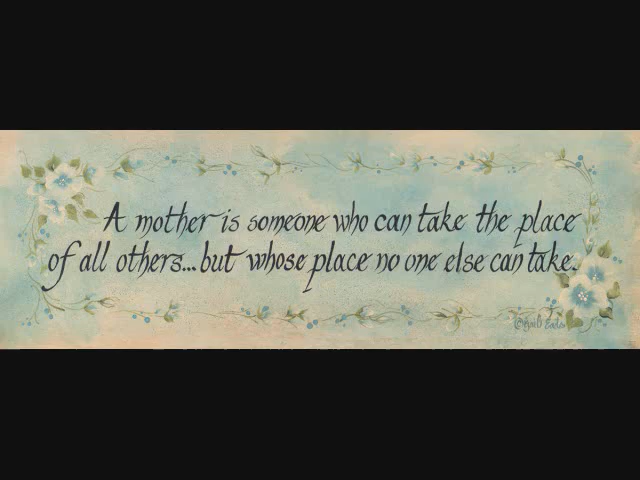 A mother is someone who can take the place
of all others...but whose place no one else can take.